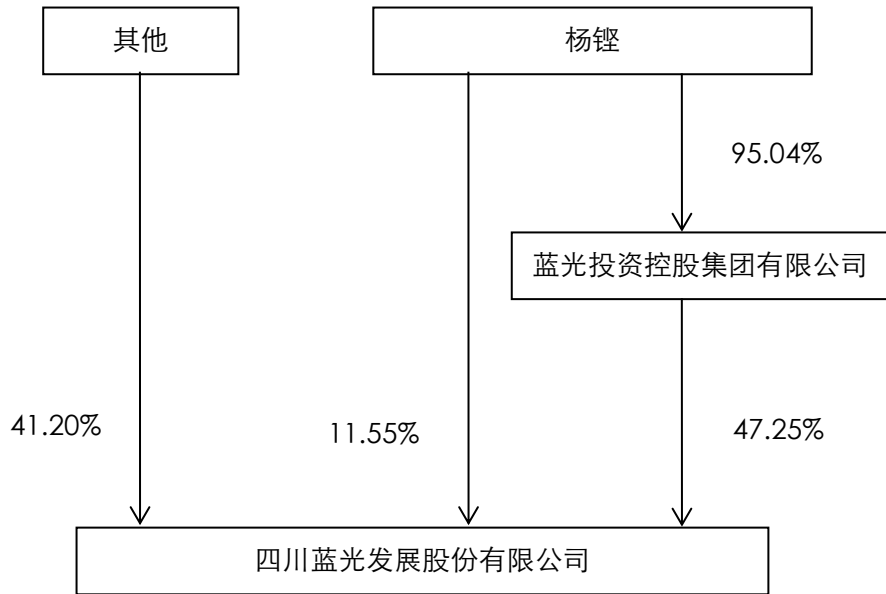 其他
杨铿
95.04%
蓝光投资控股集团有限公司
41.20%
11.55%
47.25%
四川蓝光发展股份有限公司